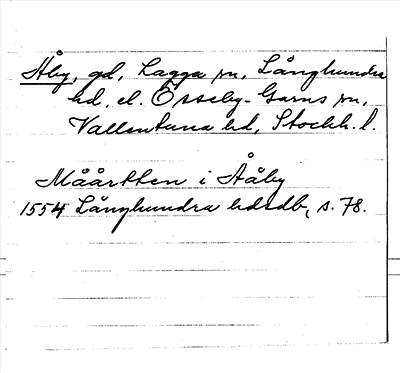 Åby, gd, Lagga sn, Långhundra
hd. el. Össeby-Garns sn,
Vallentuna hd, Stockh. l.
Måårtten i Ååby
1554 Långhundra hdsdb, s. 78.